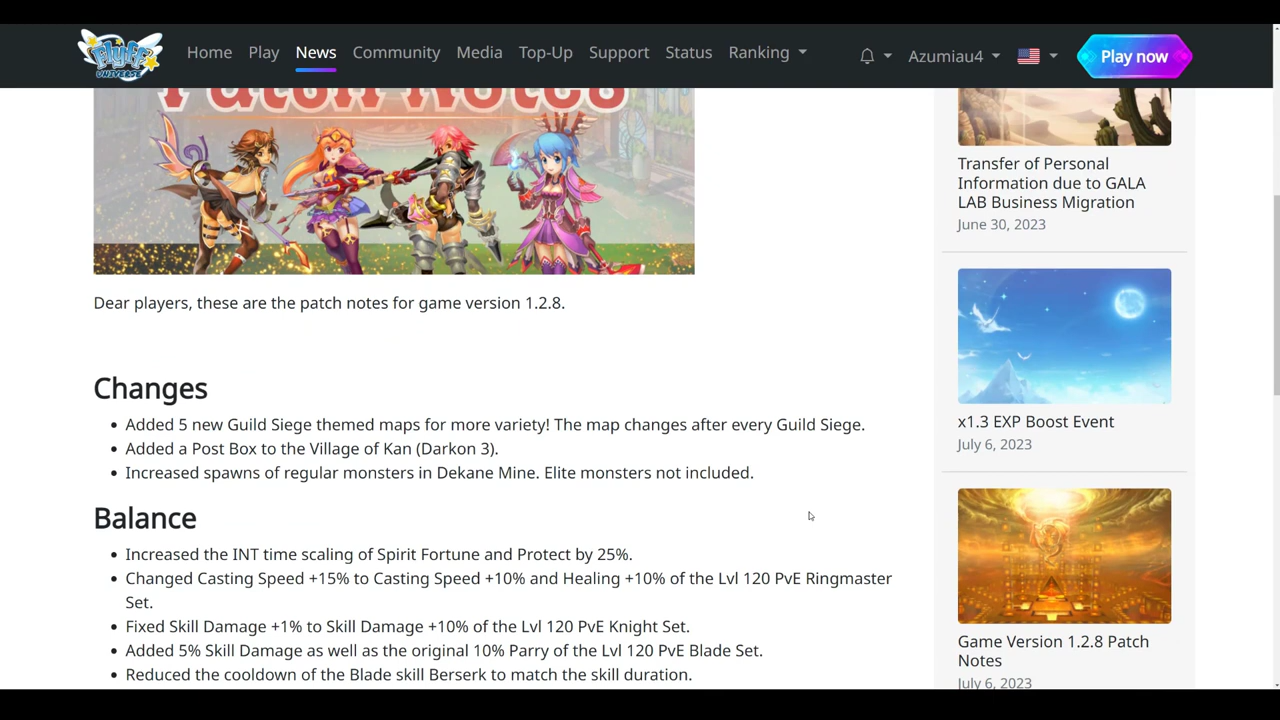 Flyff
UNIVERSE
Home Play News Community Media Top-Up Support Status Ranking Azumiau4 Play now
Patch Notes
Dear players, these are the patch notes for game version 1.2.8.
Changes
Added 5 new Guild Siege themed maps for more variety! The map changes after every Guild Siege.
Added a Post Box to the Village of Kan (Darkon 3).
Increased spawns of regular monsters in Dekane Mine. Elite monsters not included.
Balance
Increased the INT time scaling of Spirit Fortune and Protect by 25%.
Changed Casting Speed +15% to Casting Speed +10% and Healing +10% of the Lvl 120 PvE Ringmaster
Set.
Fixed Skill Damage +1% to Skill Damage +10% of the Lvl 120 PvE Knight Set.
Added 5% Skill Damage as well as the original 10% Parry of the Lvl 120 PvE Blade Set.
Reduced the cooldown of the Blade skill Berserk to match the skill duration.
Transfer of Personal
Information due to GALA
LAB Business Migration
June 30, 2023
x1.3 EXP Boost Event
July 6, 2023
Game Version 1.2.8 Patch
Notes
July 6, 2023